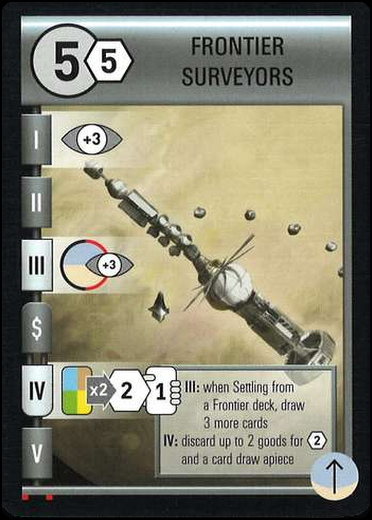 5 5
FRONTIER
SURVEYORS
I +3
II
III +3
$
IV x2 2 1
V
III: when Settling from
a Frontier deck, draw
3 more cards
IV: discard up to 2 goods for 2
and a card draw apiece